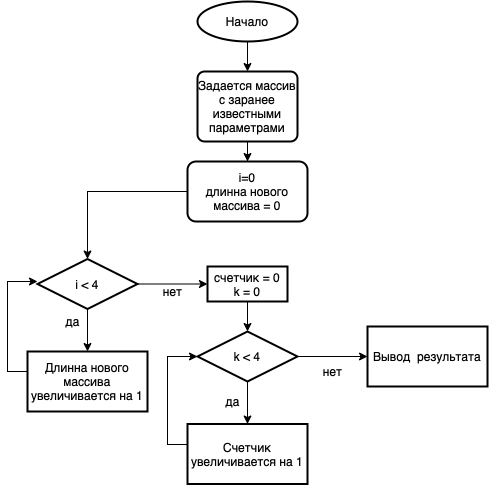 Начало
Задается массив
с заранее
известными
параметрами
i=0
длинна нового
массива = 0
i < 4
нет
счетчик = 0
k = 0
да
Длинна нового
массива
увеличивается на 1
k < 4
нет
Вывод результата
да
Счетчик
увеличивается на 1